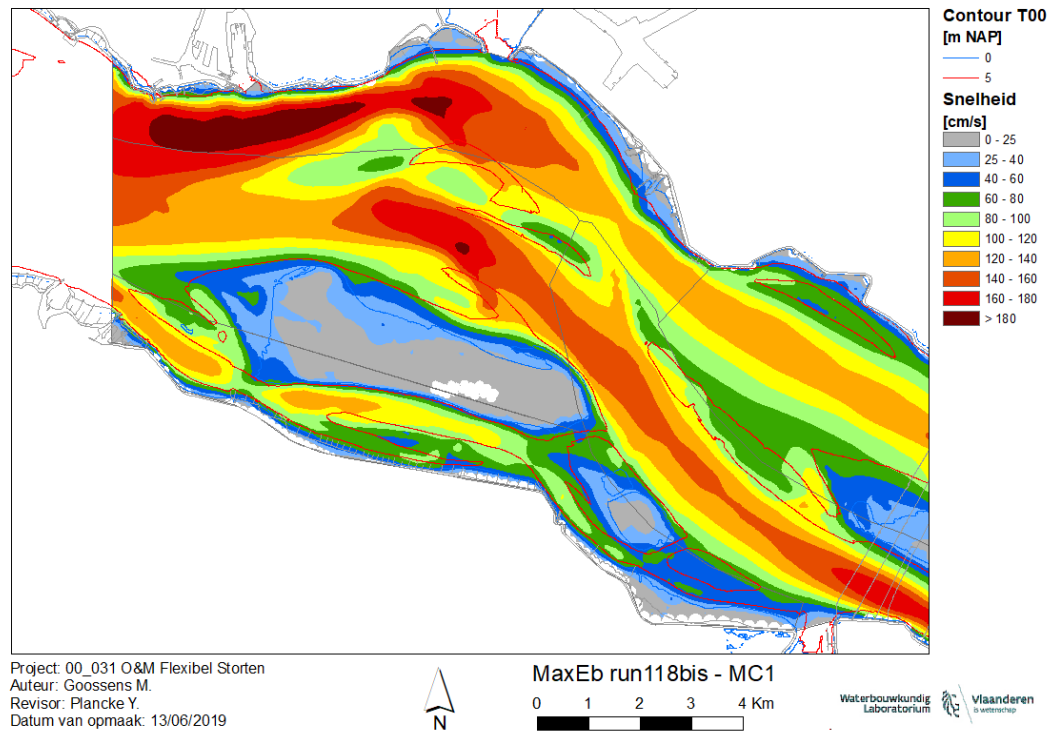 Contour T00
[m NAP]
0
5
Snelheid
[cm/s]
0 - 25
25 - 40
40 - 60
60 - 80
80 - 100
100 - 120
120 - 140
140 - 160
160 - 180
> 180
Project: 00_031 O&M Flexibel Storten
Auteur: Goossens M.
Revisor: Plancke Y.
Datum van opmaak: 13/06/2019
N
MaxEb run118bis - MC1
0 1 2 3 4 Km
Waterbouwkundig
Laboratorium
Vlaanderen
is wetenschap